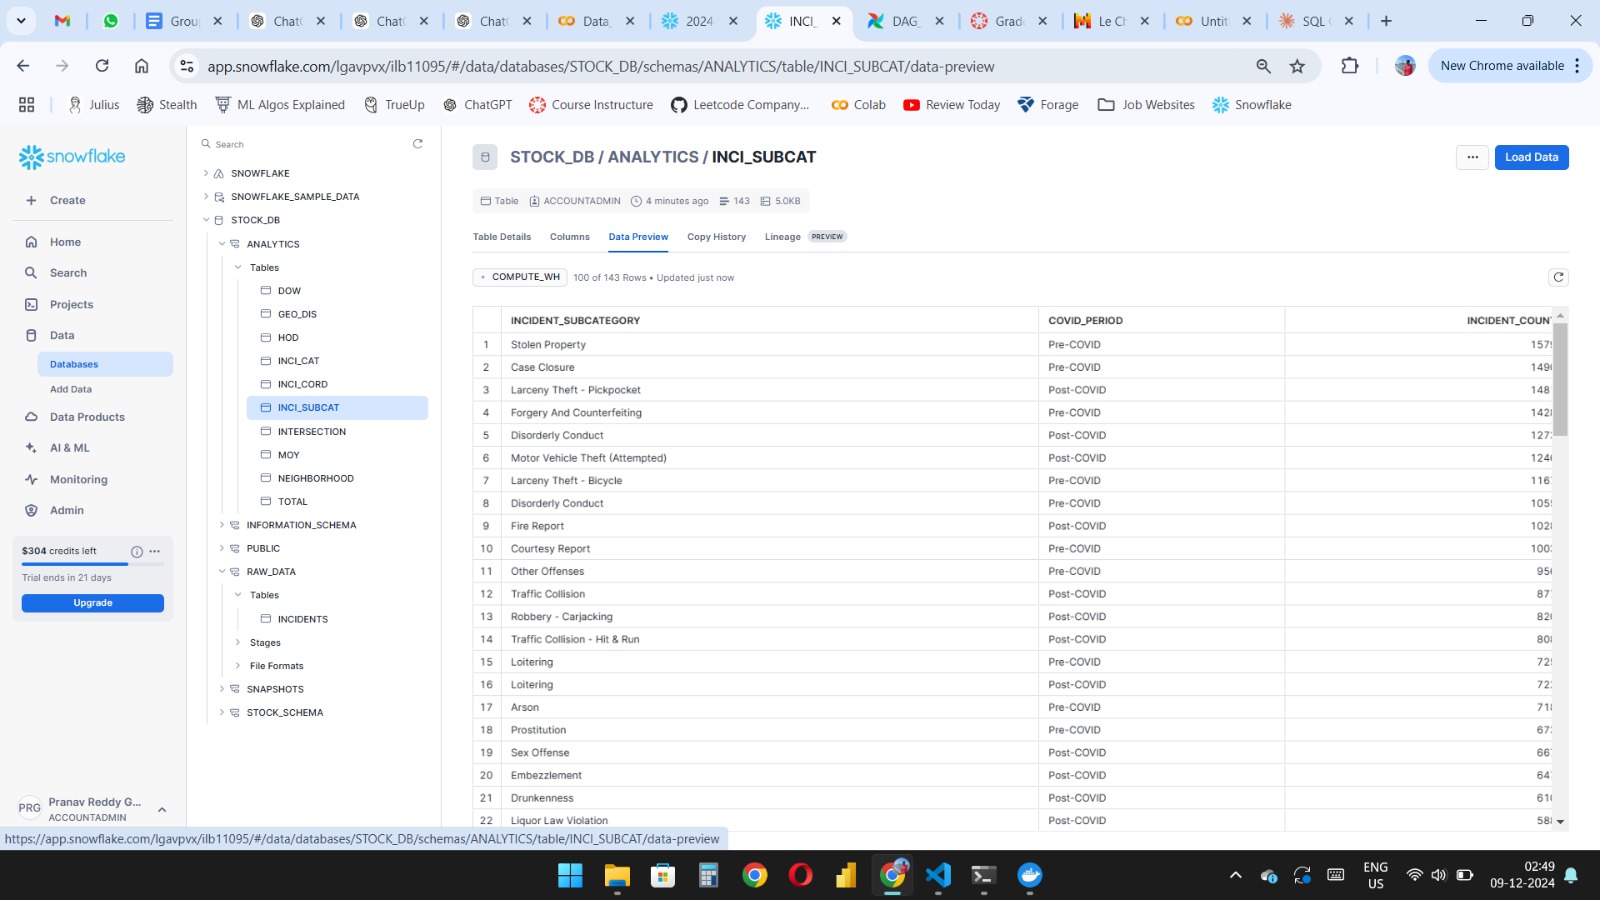 Grou
ChatG
ChatG
ChatG
Data_
2024-
INCI_
DAG_
Grade
Le Ch
Untit
SQL
app.snowflake.com/lgavpvx/ilb11095/#/data/databases/STOCK_DB/schemas/ANALYTICS/table/INCI_SUBCAT/data-preview
New Chrome available
Julius
Stealth
ML Algos Explained
TrueUp
ChatGPT
Course Instructure
Leetcode Company...
Colab
Review Today
Forage
Job Websites
Snowflake
snowflake
Create
Home
Search
Projects
Data
Databases
Add Data
Data Products
AI & ML
Monitoring
Admin
$304 credits left
Trial ends in 21 days
Upgrade
PRG
Pranav Reddy G...
ACCOUNTADMIN
Search
SNOWFLAKE
SNOWFLAKE_SAMPLE_DATA
STOCK_DB
ANALYTICS
Tables
DOW
GEO_DIS
HOD
INCI_CAT
INCI_CORD
INCI_SUBCAT
INTERSECTION
MOY
NEIGHBORHOOD
TOTAL
INFORMATION_SCHEMA
PUBLIC
RAW_DATA
Tables
INCIDENTS
Stages
File Formats
SNAPSHOTS
STOCK_SCHEMA
STOCK_DB / ANALYTICS / INCI_SUBCAT
Load Data
Table ACCOUNTADMIN 4 minutes ago 143 5.0KB
Table Details Columns Data Preview Copy History Lineage PREVIEW
COMPUTE_WH 100 of 143 Rows • Updated just now
INCIDENT_SUBCATEGORY COVID_PERIOD INCIDENT_COUN
1 Stolen Property Pre-COVID 157
2 Case Closure Pre-COVID 149
3 Larceny Theft - Pickpocket Post-COVID 148
4 Forgery And Counterfeiting Pre-COVID 142
5 Disorderly Conduct Post-COVID 127
6 Motor Vehicle Theft (Attempted) Post-COVID 124
7 Larceny Theft - Bicycle Pre-COVID 116
8 Disorderly Conduct Pre-COVID 105
9 Fire Report Post-COVID 102
10 Courtesy Report Pre-COVID 100
11 Other Offenses Pre-COVID 95
12 Traffic Collision Post-COVID 87
13 Robbery - Carjacking Post-COVID 82
14 Traffic Collision - Hit & Run Post-COVID 80
15 Loitering Pre-COVID 72
16 Loitering Post-COVID 72
17 Arson Pre-COVID 71
18 Prostitution Pre-COVID 67
19 Sex Offense Post-COVID 66
20 Embezzlement Post-COVID 64
21 Drunkenness Post-COVID 61
22 Liquor Law Violation Post-COVID 58
https://app.snowflake.com/lgavpvx/ilb11095/#/data/databases/STOCK_DB/schemas/ANALYTICS/table/INCI_SUBCAT/data-preview
ENG
US
02:49
09-12-2024